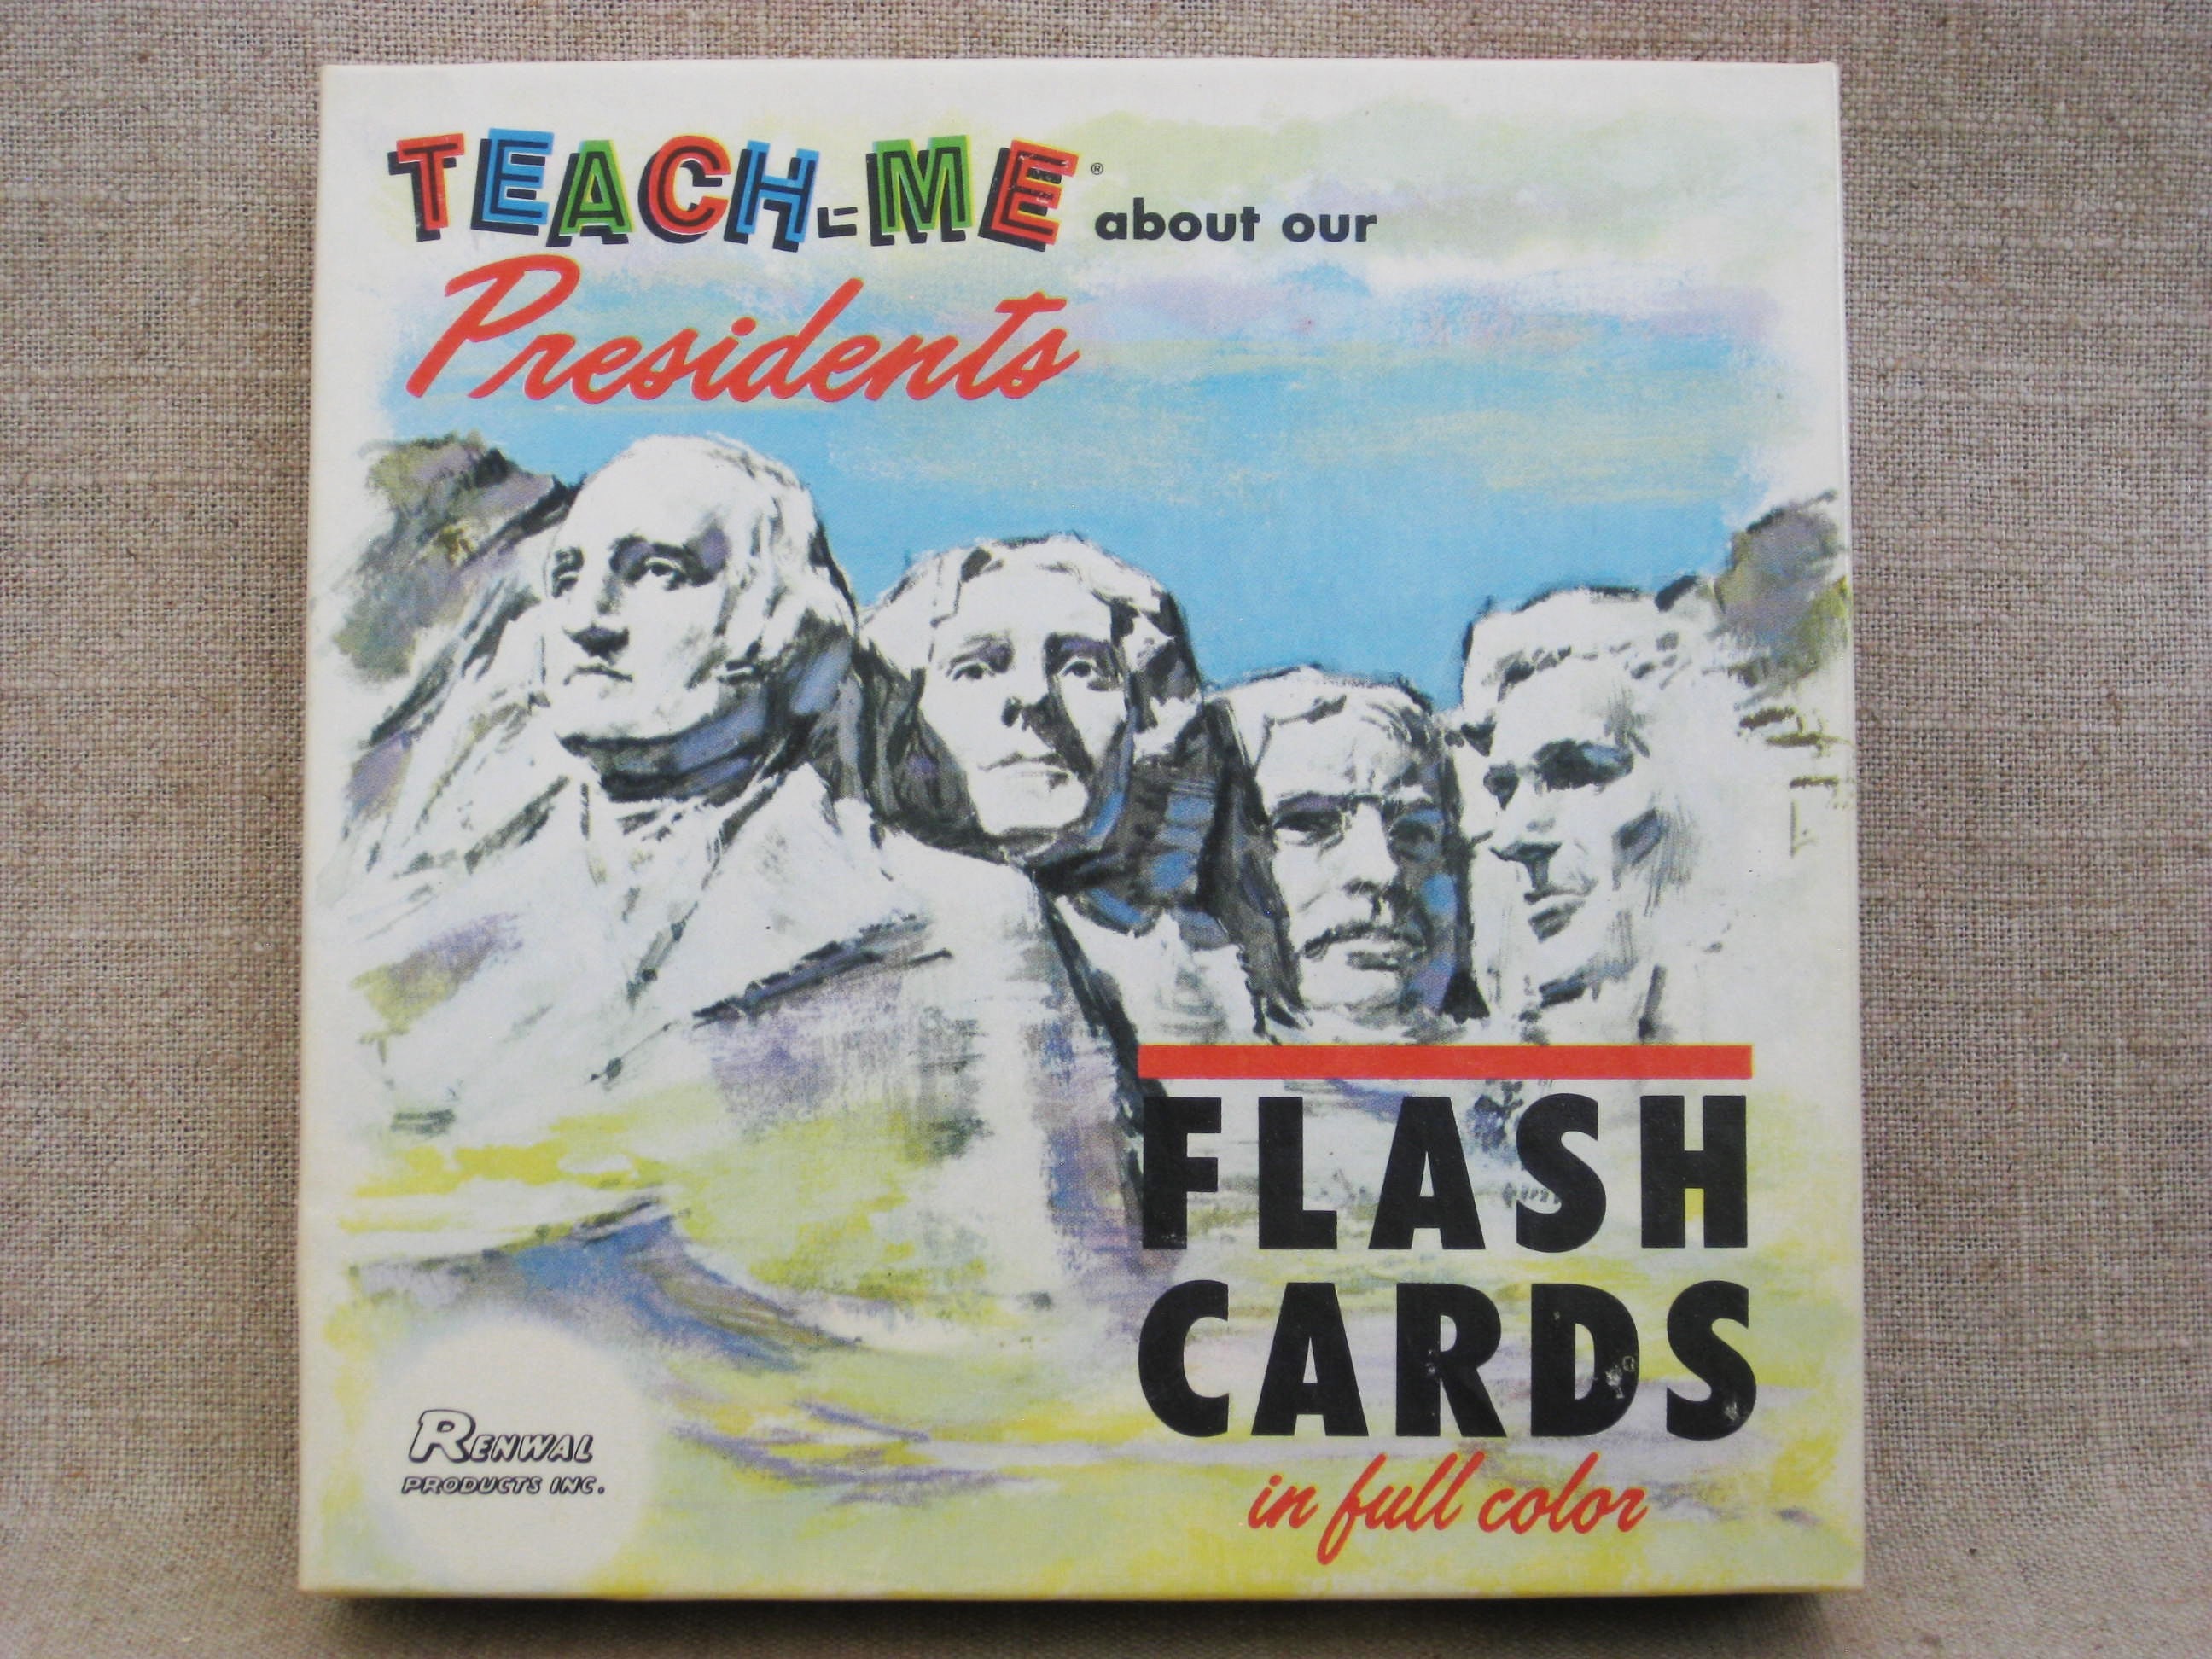 TEACH-ME® about our
Presidents
FLASH
CARDS
in full color
RENWAL
PRODUCTS INC.